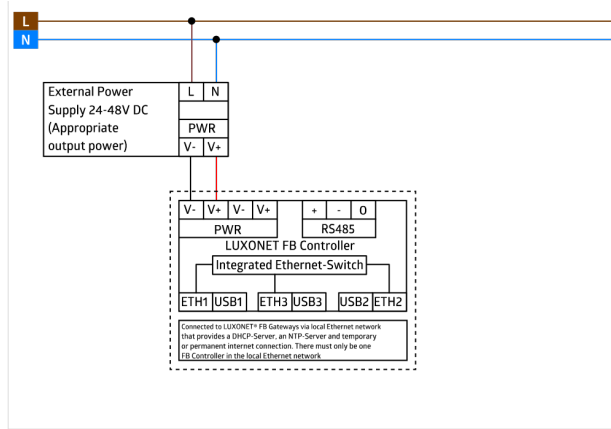 L
N
External Power
Supply 24-48V DC
(Appropriate
output power)
L N
PWR
V- V+
V- V+ V- V+
PWR
+ - 0
RS485
LUXONET FB Controller
Integrated Ethernet-Switch
ETH1 USB1 ETH3 USB3 USB2 ETH2
Connected to LUXONET® FB Gateways via local Ethernet network
that provides a DHCP-Server, an NTP-Server and temporary
or permanent internet connection. There must only be one
FB Controller in the local Ethernet network